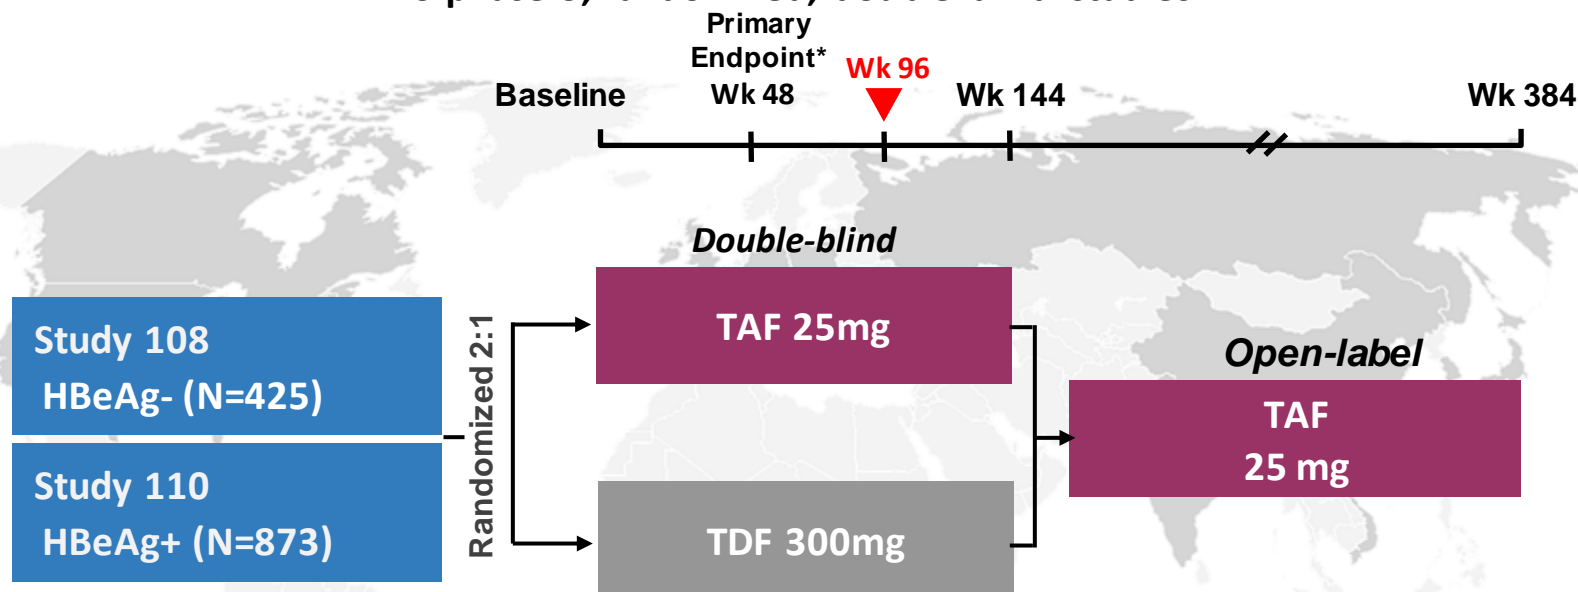 Primary
Endpoint*
Wk 96
Baseline
Wk 48
Wk 144
Wk 384
Double-blind
Study 108
HBeAg- (N=425)
Study 110
HBeAg+ (N=873)
Randomized 2:1
TAF 25mg
TDF 300mg
Open-label
TAF
25 mg